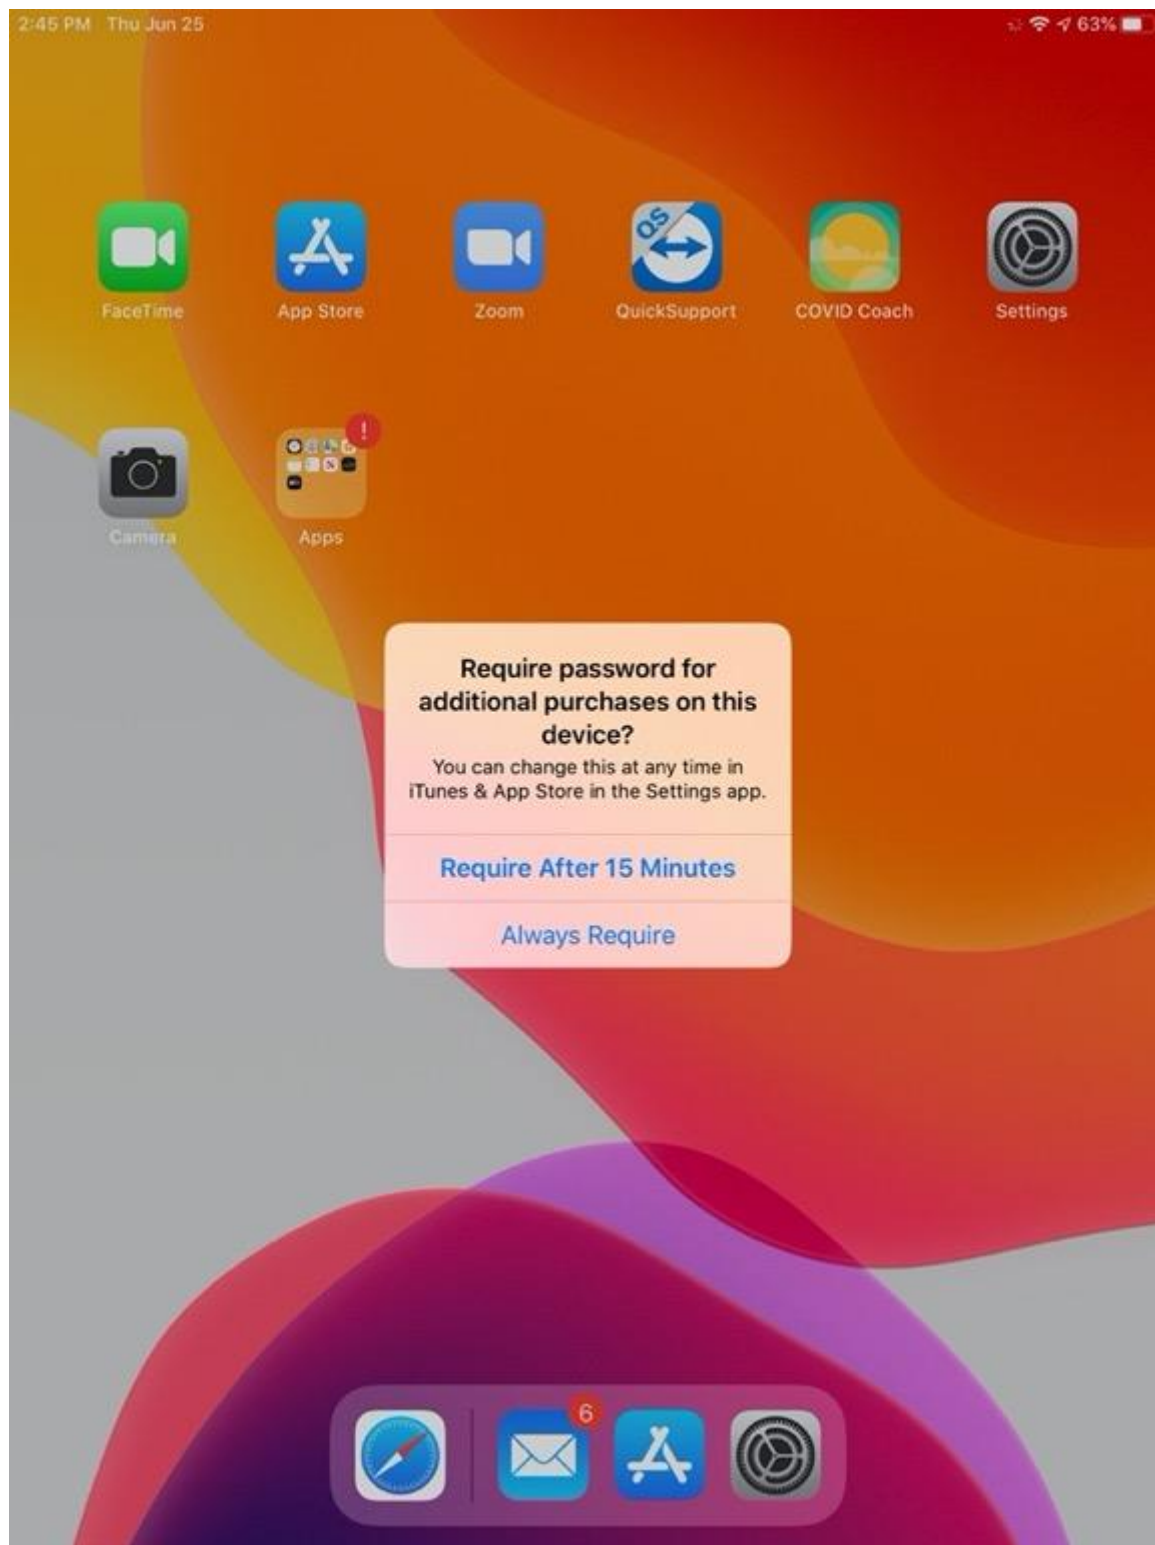 2:45 PM Thu Jun 25 63%
QS
FaceTime App Store Zoom QuickSupport COVID Coach Settings
!
Camera Apps
Require password for
additional purchases on this
device?
You can change this at any time in
iTunes & App Store in the Settings app.
Require After 15 Minutes
Always Require
6